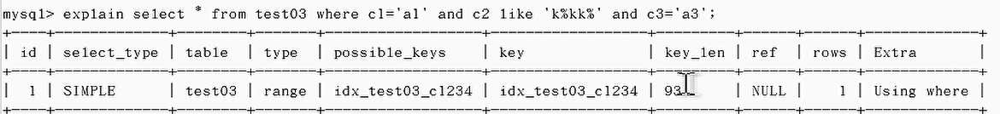 mysql> explain select * from test03 where c1='a1' and c2 like 'k%kk%' and c3='a3';
+----+-------------+--------+-------+------------------+------------------+---------+------+------+-------------+
| id | select_type | table | type | possible_keys | key | key_len | ref | rows | Extra |
+----+-------------+--------+-------+------------------+------------------+---------+------+------+-------------+
| 1 | SIMPLE | test03 | range | idx_test03_c1234 | idx_test03_c1234 | 93 | NULL | 1 | Using where |
+----+-------------+--------+-------+------------------+------------------+---------+------+------+-------------+